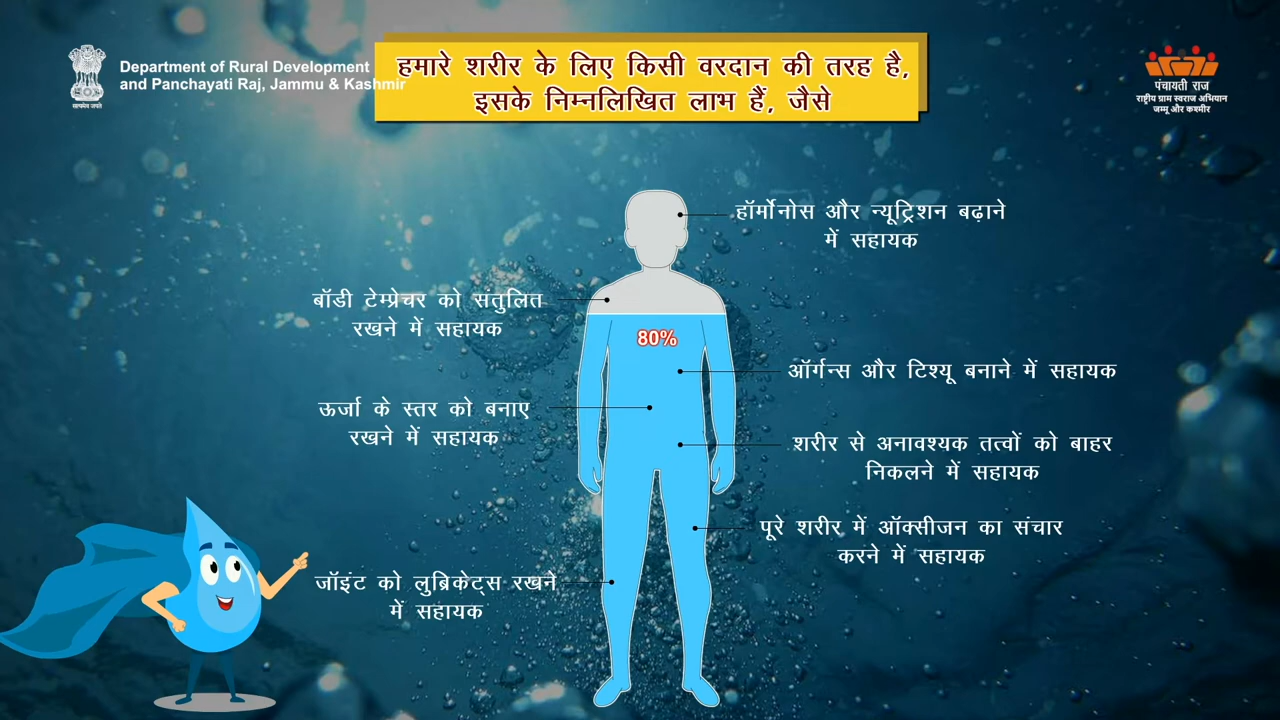 Department of Rural Development
and Panchayati Raj, Jammu & Kashmir
सत्यमेव जयते
हमारे शरीर के लिए किसी वरदान की तरह है,
इसके निम्नलिखित लाभ हैं, जैसे
पंचायती राज
राष्ट्रीय ग्राम स्वराज अभियान
जम्मू और कश्मीर
हॉर्मोनोस और न्यूट्रिशन बढ़ाने
में सहायक
बॉडी टेम्प्रेचर को संतुलित
रखने में सहायक
80%
ऑर्गन्स और टिश्यू बनाने में सहायक
ऊर्जा के स्तर को बनाए
रखने में सहायक
शरीर से अनावश्यक तत्वों को बाहर
निकलने में सहायक
पूरे शरीर में ऑक्सीजन का संचार
करने में सहायक
जॉइंट को लुब्रिकेट्स रखने
में सहायक